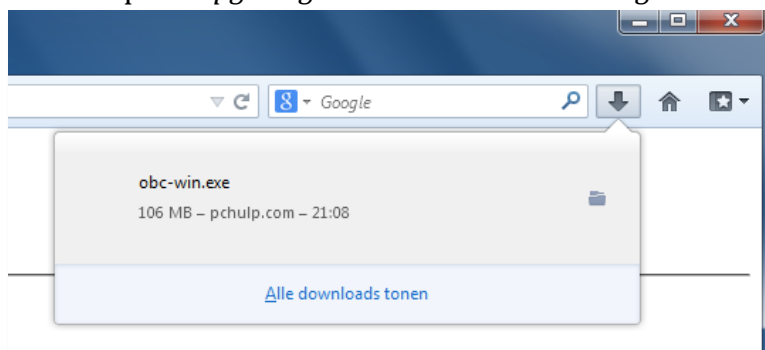 Google
obc-win.exe
106 MB – pchulp.com – 21:08
Alle downloads tonen